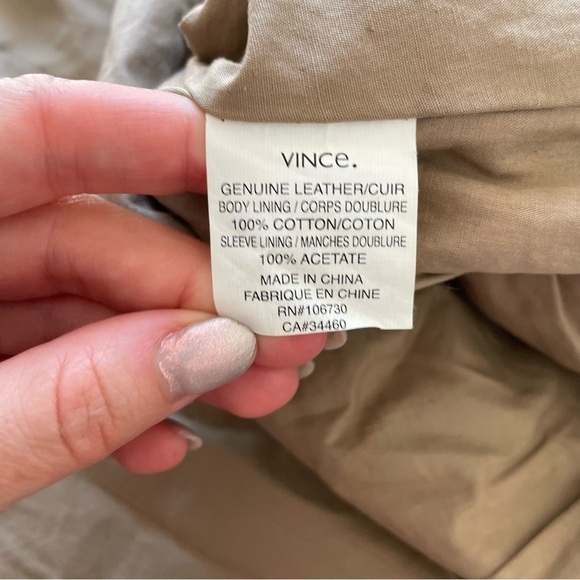 VINCe.
GENUINE LEATHER/CUIR
BODY LINING / CORPS DOUBLURE
100% COTTON/COTON
SLEEVE LINING / MANCHES DOUBLURE
100% ACETATE
MADE IN CHINA
FABRIQUE EN CHINE
RN#106730
CA#34460